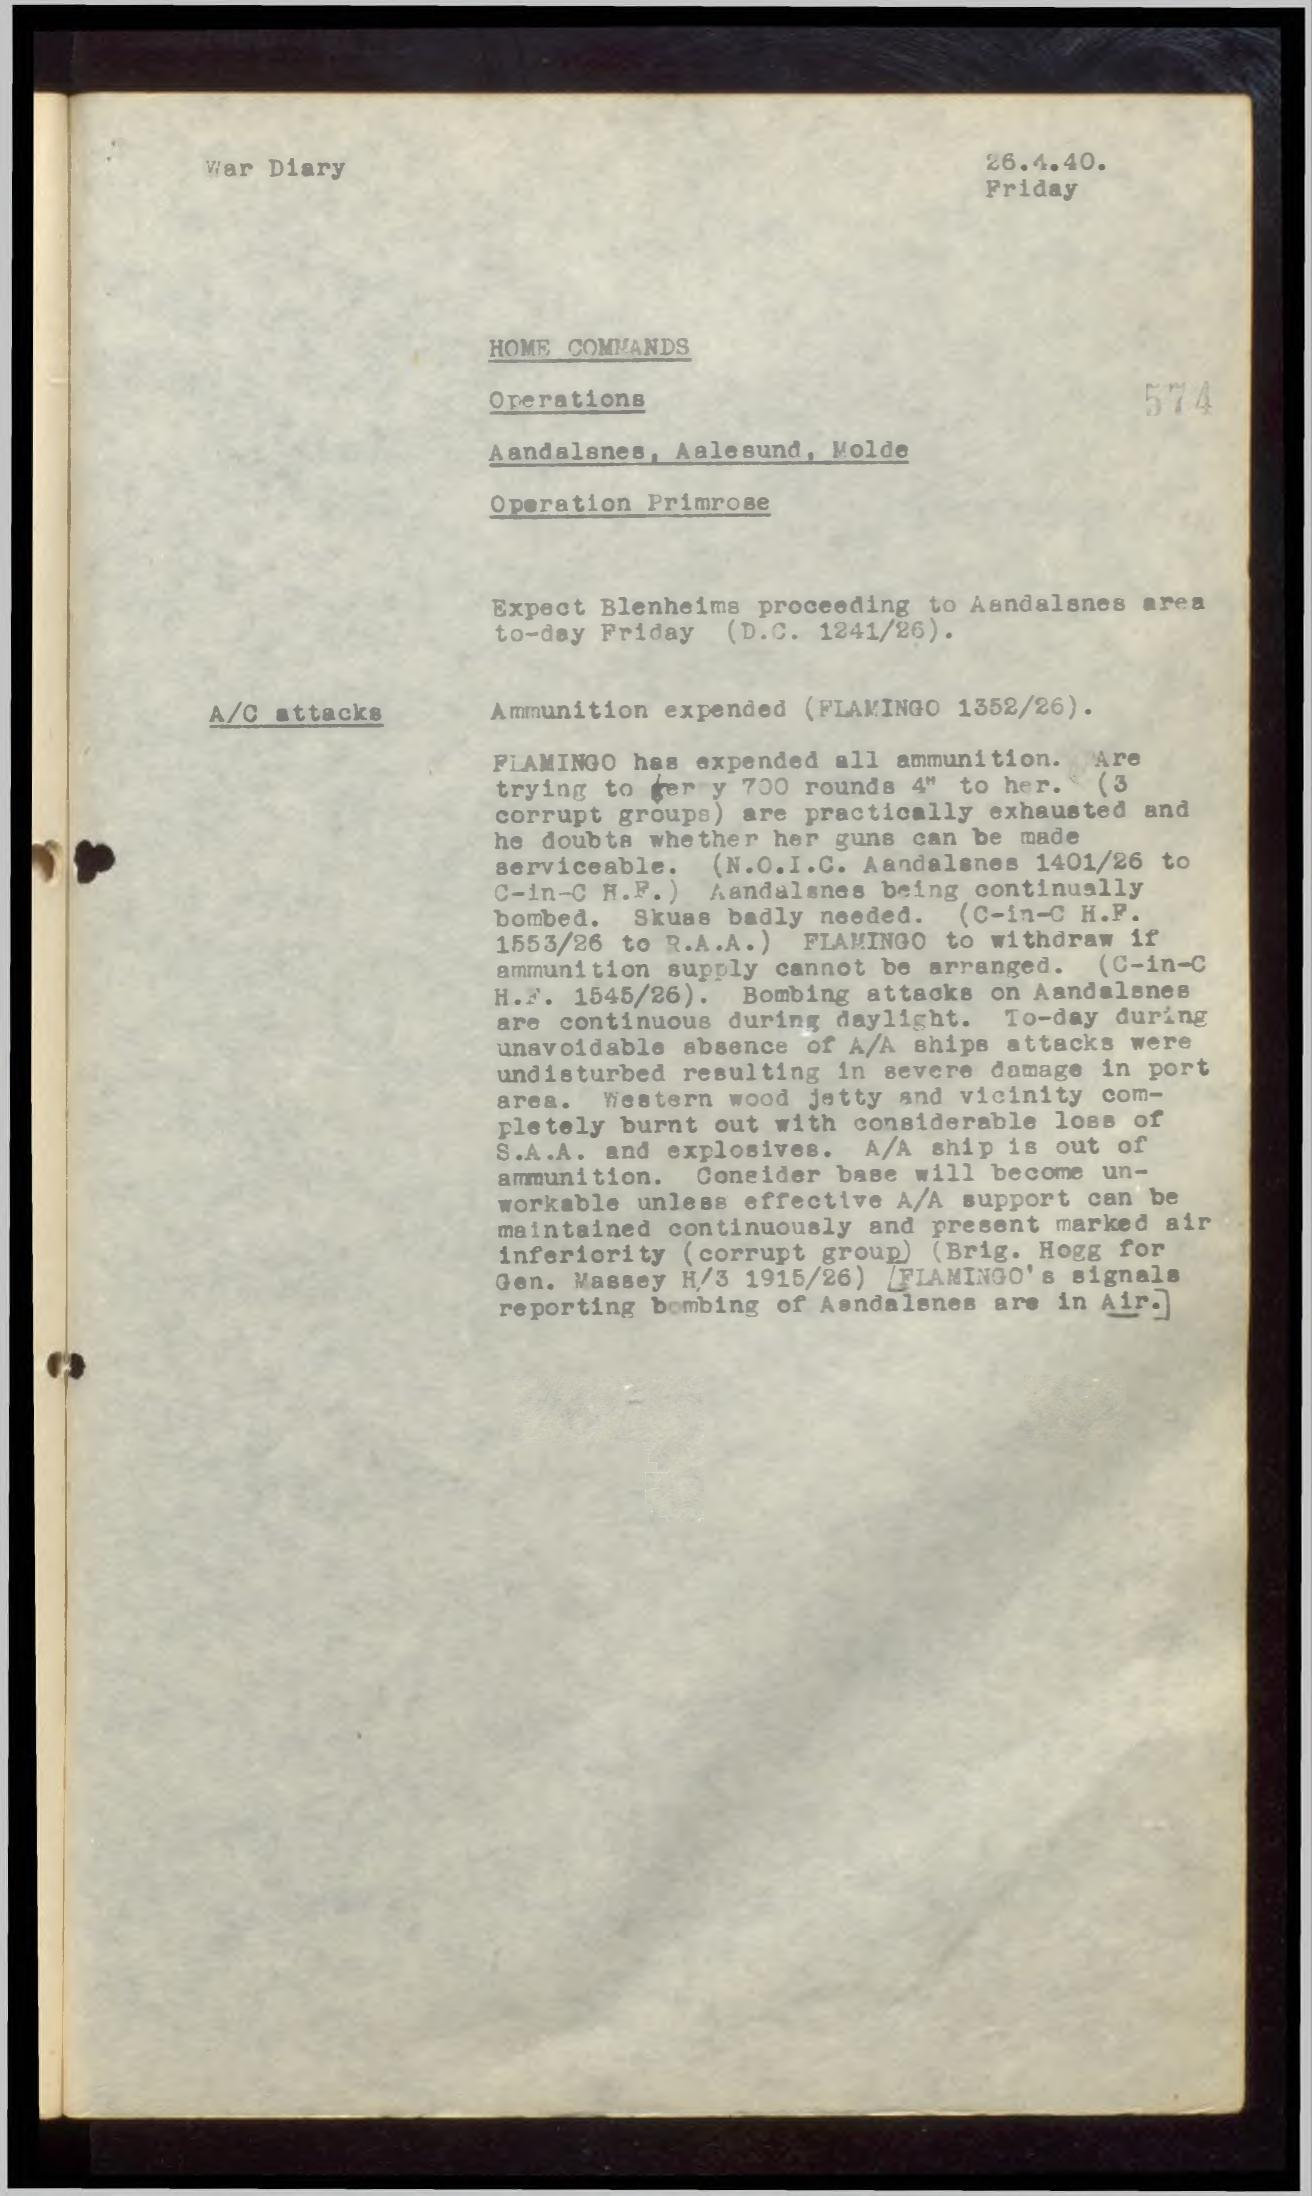 War Diary
26.4.40.
Friday
HOME COMMANDS
Operations
574
Aandalsnes, Aalesund, Molde
Operation Primrose
Expect Blenheims proceeding to Aandalsnes area
to-day Friday (D.C. 1241/26).
A/C attacks
Ammunition expended (FLAMINGO 1352/26).
FLAMINGO has expended all ammunition. Are
trying to ferry 700 rounds 4" to her. (3
corrupt groups) are practically exhausted and
he doubts whether her guns can be made
serviceable. (N.O.I.C. Aandalsnes 1401/26 to
C-in-C H.F.) Aandalsnes being continually
bombed. Skuas badly needed. (C-in-C H.F.
1553/26 to R.A.A.) FLAMINGO to withdraw if
ammunition supply cannot be arranged. (C-in-C
H.F. 1545/26). Bombing attacks on Aandalsnes
are continuous during daylight. To-day during
unavoidable absence of A/A ships attacks were
undisturbed resulting in severe damage in port
area. Western wood jetty and vicinity com-
pletely burnt out with considerable loss of
S.A.A. and explosives. A/A ship is out of
ammunition. Consider base will become un-
workable unless effective A/A support can be
maintained continuously and present marked air
inferiority (corrupt group) (Brig. Hogg for
Gen. Massey H/3 1915/26) [FLAMINGO's signals
reporting bombing of Aandalsnes are in Air.]